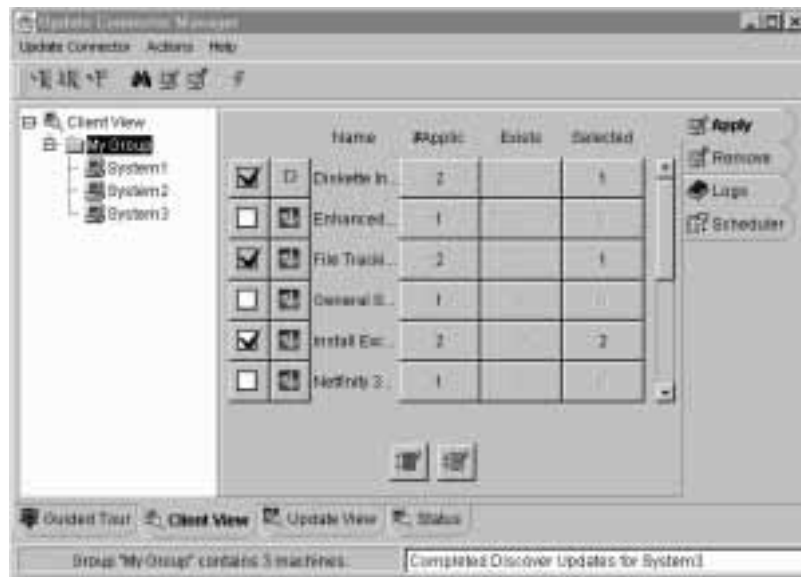 Update Connector Manager
Update Connector Actions Help
Client View
My Group
System1
System2
System3
Name #Applic Exists Selected
Diskette In... 2 1
Enhanced... 1
File Tracki... 2 1
General S... 1
Install Exc... 2 2
Netfinity 3... 1
Apply
Remove
Logs
Scheduler
Guided Tour Client View Update View Status
Group "My Group" contains 3 machines. Completed Discover Updates for System3